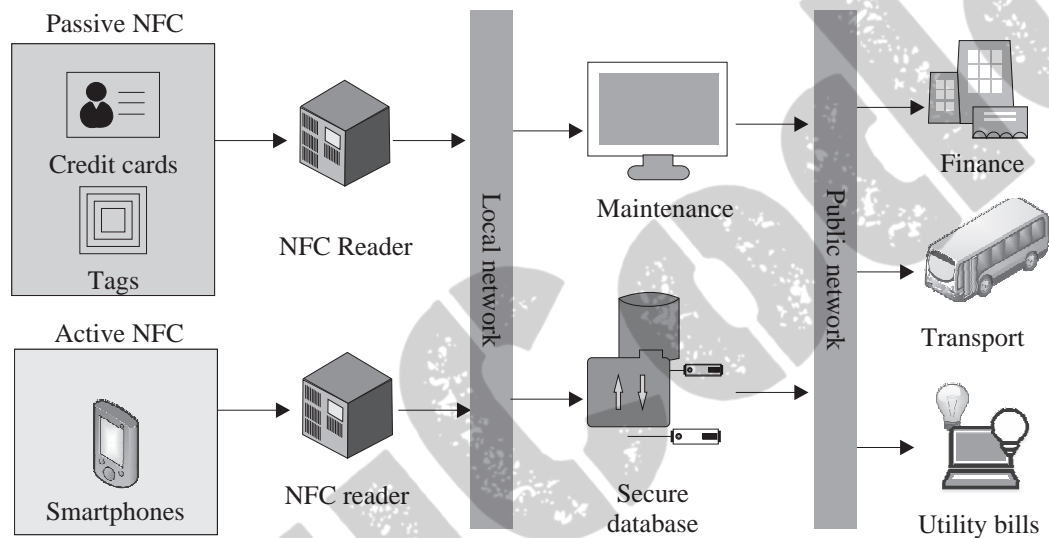 Passive NFC
Credit cards
Tags
NFC Reader
Active NFC
Smartphones
NFC reader
Local network
Maintenance
Secure
database
Public network
Finance
Transport
Utility bills